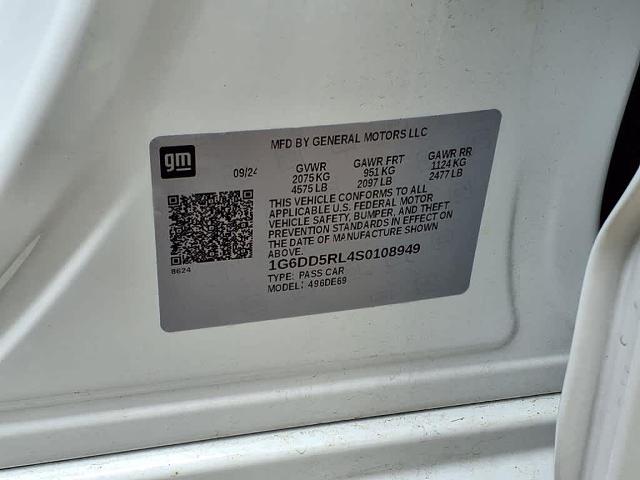 MFD BY GENERAL MOTORS LLC
gm
09/24
GVWR GAWR FRT GAWR RR
2075 KG 951 KG 1124 KG
4575 LB 2097 LB 2477 LB
THIS VEHICLE CONFORMS TO ALL
APPLICABLE U.S. FEDERAL MOTOR
VEHICLE SAFETY, BUMPER, AND THEFT
PREVENTION STANDARDS IN EFFECT ON
THE DATE OF MANUFACTURE SHOWN
ABOVE.
1G6DD5RL4S0108949
8624
TYPE: PASS CAR
MODEL: 496DE69